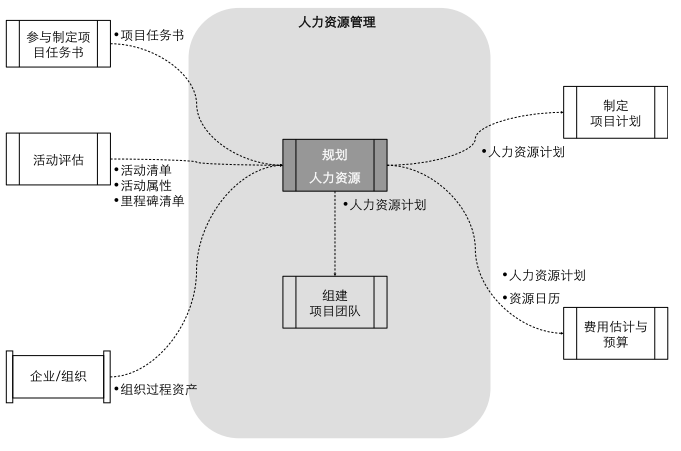 人力资源管理
参与制定项
目任务书
•项目任务书
制定
项目计划
活动评估
规划
人力资源
•人力资源计划
•活动清单
•活动属性
•里程碑清单
•人力资源计划
•人力资源计划
•资源日历
组建
项目团队
费用估计与
预算
企业/组织
•组织过程资产